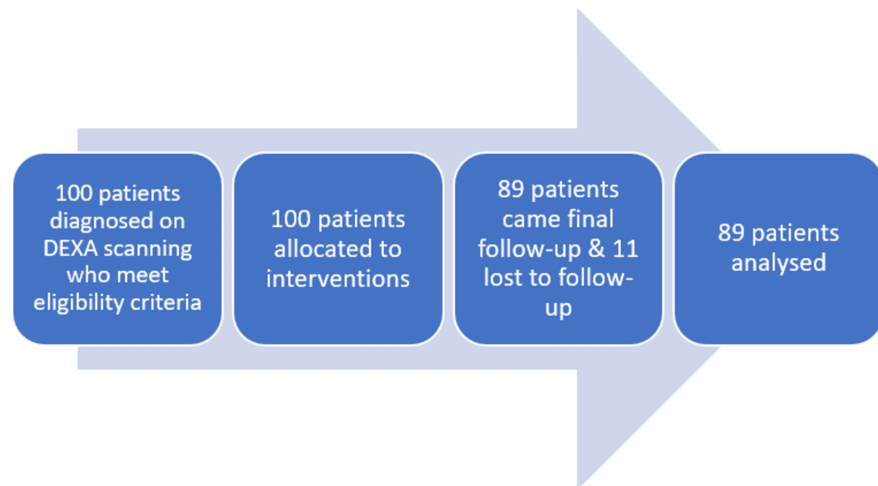 100 patients
diagnosed on
DEXA scanning
who meet
eligibility criteria
100 patients
allocated to
interventions
89 patients
came final
follow-up & 11
lost to follow-
up
89 patients
analysed